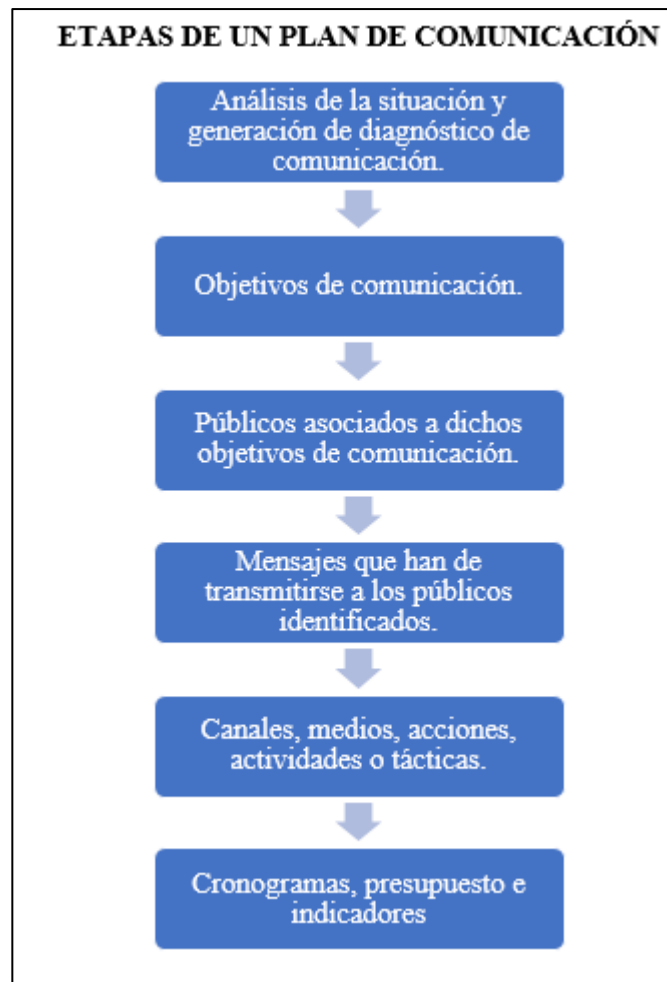 ETAPAS DE UN PLAN DE COMUNICACIÓN
Análisis de la situación y
generación de diagnóstico de
comunicación.
Objetivos de comunicación.
Públicos asociados a dichos
objetivos de comunicación.
Mensajes que han de
transmitirse a los públicos
identificados.
Canales, medios, acciones,
actividades o tácticas.
Cronogramas, presupuesto e
indicadores